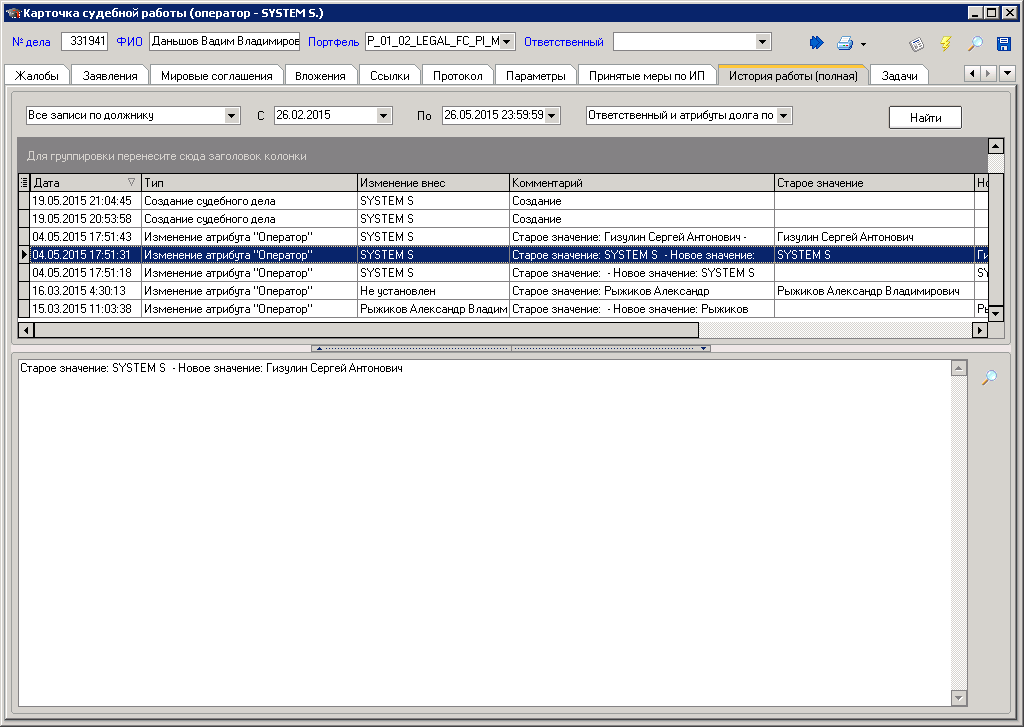 Карточка судебной работы (оператор - SYSTEM S.)
№ дела 331941 ФИО Даньшов Вадим Владимиров Портфель P_01_02_LEGAL_FC_PI_M Ответственный
Жалобы Заявления Мировые соглашения Вложения Ссылки Протокол Параметры Принятые меры по ИП История работы (полная) Задачи
Все записи по должнику С 26.02.2015 По 26.05.2015 23:59:59 Ответственный и атрибуты долга по Найти
Для группировки перенесите сюда заголовок колонки
Дата Тип Изменение внес Комментарий Старое значение Но
19.05.2015 21:04:45 Создание судебного дела SYSTEM S Создание
19.05.2015 20:53:58 Создание судебного дела SYSTEM S Создание
04.05.2015 17:51:43 Изменение атрибута "Оператор" SYSTEM S Старое значение: Гизулин Сергей Антонович - Гизулин Сергей Антонович
04.05.2015 17:51:31 Изменение атрибута "Оператор" SYSTEM S Старое значение: SYSTEM S - Новое значение: SYSTEM S Ги
04.05.2015 17:51:18 Изменение атрибута "Оператор" SYSTEM S Старое значение: - Новое значение: SYSTEM S SY
16.03.2015 4:30:13 Изменение атрибута "Оператор" Не установлен Старое значение: Рыжиков Александр Рыжиков Александр Владимирович
15.03.2015 11:03:38 Изменение атрибута "Оператор" Рыжиков Александр Владим Старое значение: - Новое значение: Рыжиков Ры
Старое значение: SYSTEM S - Новое значение: Гизулин Сергей Антонович